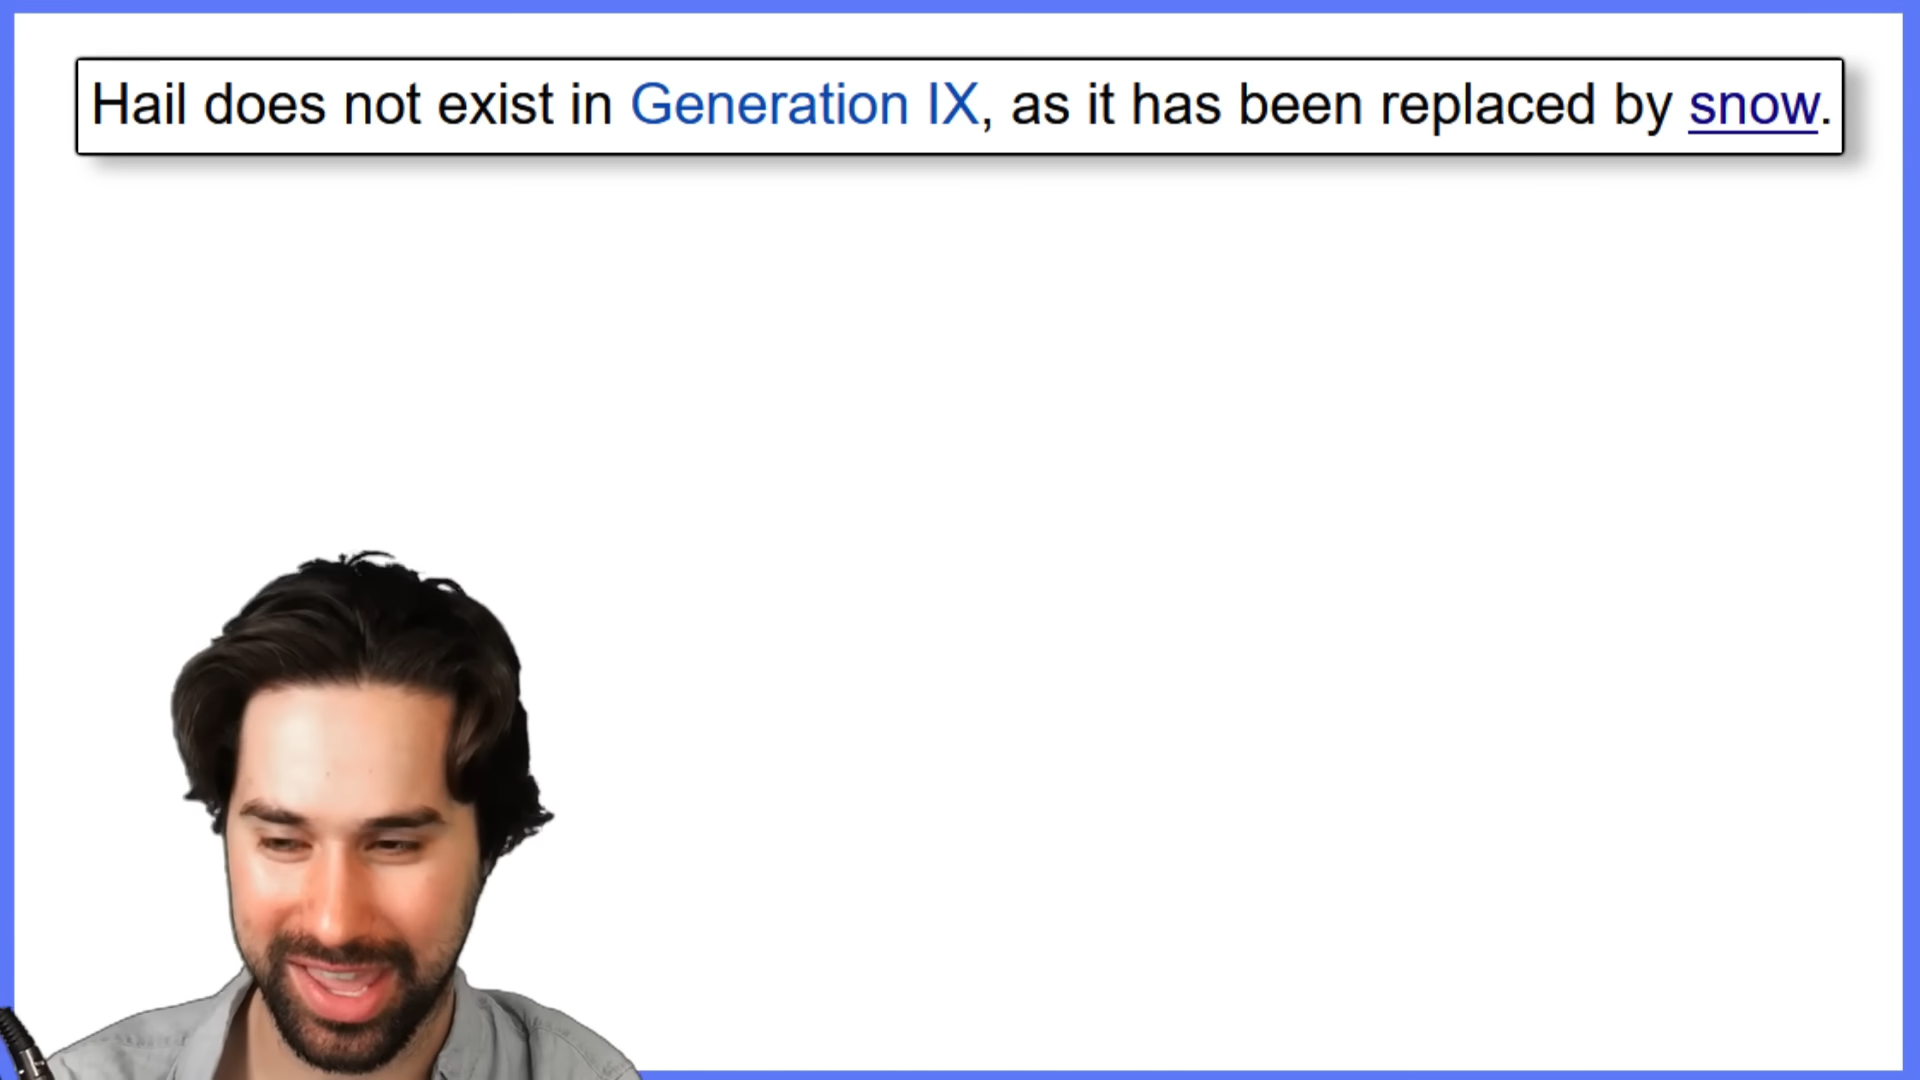 Hail does not exist in Generation IX, as it has been replaced by snow.